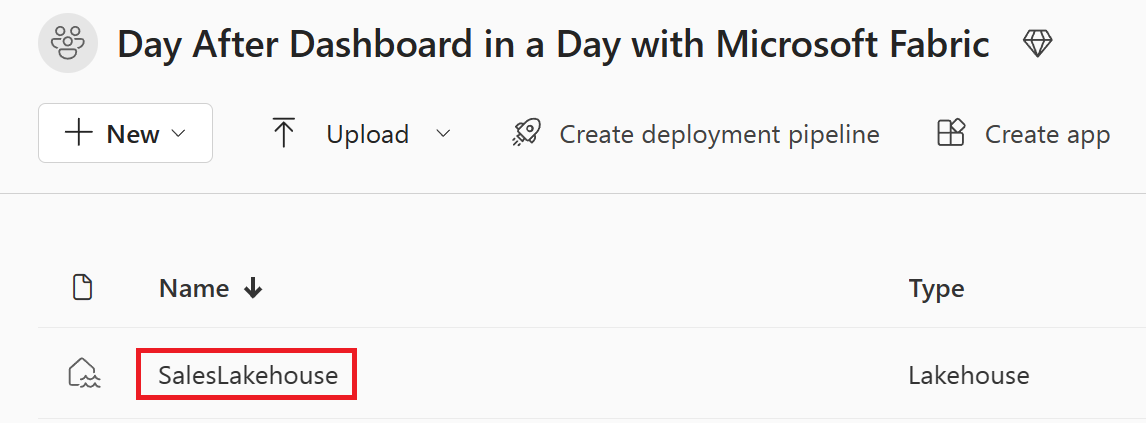 Day After Dashboard in a Day with Microsoft Fabric
New Upload Create deployment pipeline Create app
Name Type
SalesLakehouse Lakehouse